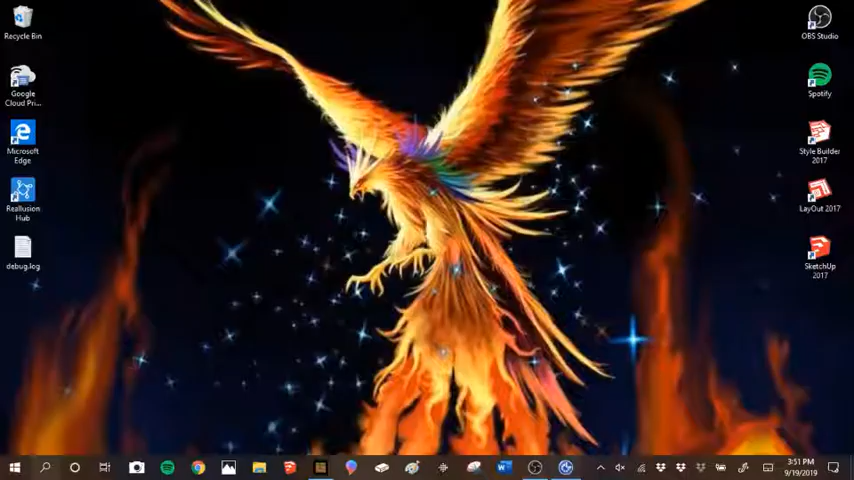 Recycle Bin
Google
Cloud Pri...
Microsoft
Edge
Reallusion
Hub
debug.log
OBS Studio
Spotify
Style Builder
2017
LayOut 2017
SketchUp
2017
3:51 PM
9/19/2019